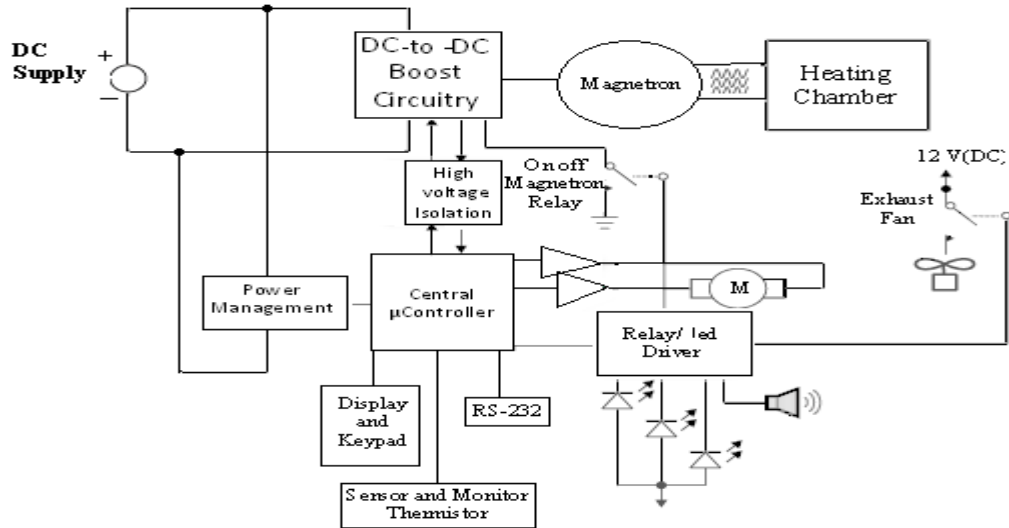 DC
Supply
+
−
DC-to -DC
Boost
Circuitry
Magnetron
Heating
Chamber
High
voltage
Isolation
On off
Magnetron
Relay
12 V(DC)
Exhaust
Fan
Power
Management
Central
µController
M
Relay/ led
Driver
Display
and
Keypad
RS-232
Sensor and Monitor
Thermistor